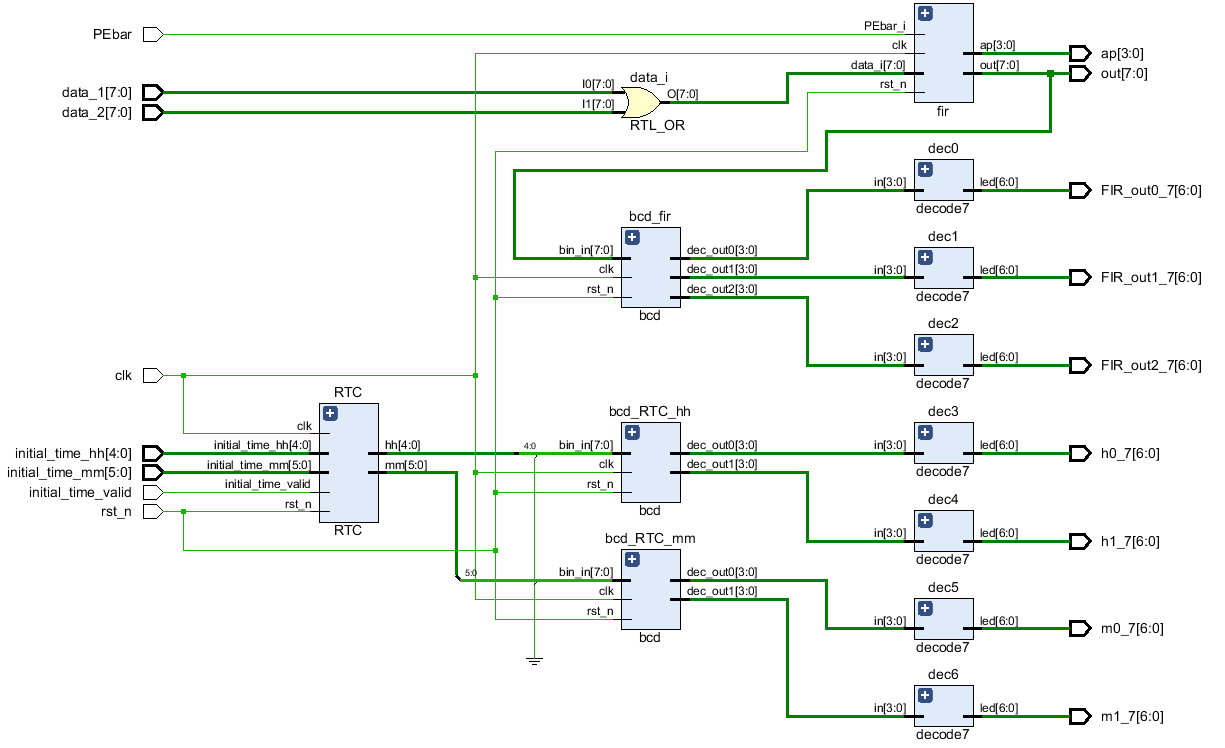 PEbar
data_1[7:0]
data_2[7:0]
I0[7:0]
I1[7:0]
data_i
O[7:0]
RTL_OR
PEbar_i
clk
data_i[7:0]
rst_n
ap[3:0]
out[7:0]
fir
ap[3:0]
out[7:0]
bcd_fir
bin_in[7:0]
clk
rst_n
dec_out0[3:0]
dec_out1[3:0]
dec_out2[3:0]
bcd
dec0
in[3:0]
led[6:0]
decode7
FIR_out0_7[6:0]
dec1
in[3:0]
led[6:0]
decode7
FIR_out1_7[6:0]
dec2
in[3:0]
led[6:0]
decode7
FIR_out2_7[6:0]
clk
initial_time_hh[4:0]
initial_time_mm[5:0]
initial_time_valid
rst_n
RTC
clk
initial_time_hh[4:0]
initial_time_mm[5:0]
initial_time_valid
rst_n
hh[4:0]
mm[5:0]
RTC
4:0
5:0
bcd_RTC_hh
bin_in[7:0]
clk
rst_n
dec_out0[3:0]
dec_out1[3:0]
bcd
bcd_RTC_mm
bin_in[7:0]
clk
rst_n
dec_out0[3:0]
dec_out1[3:0]
bcd
dec3
in[3:0]
led[6:0]
decode7
h0_7[6:0]
dec4
in[3:0]
led[6:0]
decode7
h1_7[6:0]
dec5
in[3:0]
led[6:0]
decode7
m0_7[6:0]
dec6
in[3:0]
led[6:0]
decode7
m1_7[6:0]